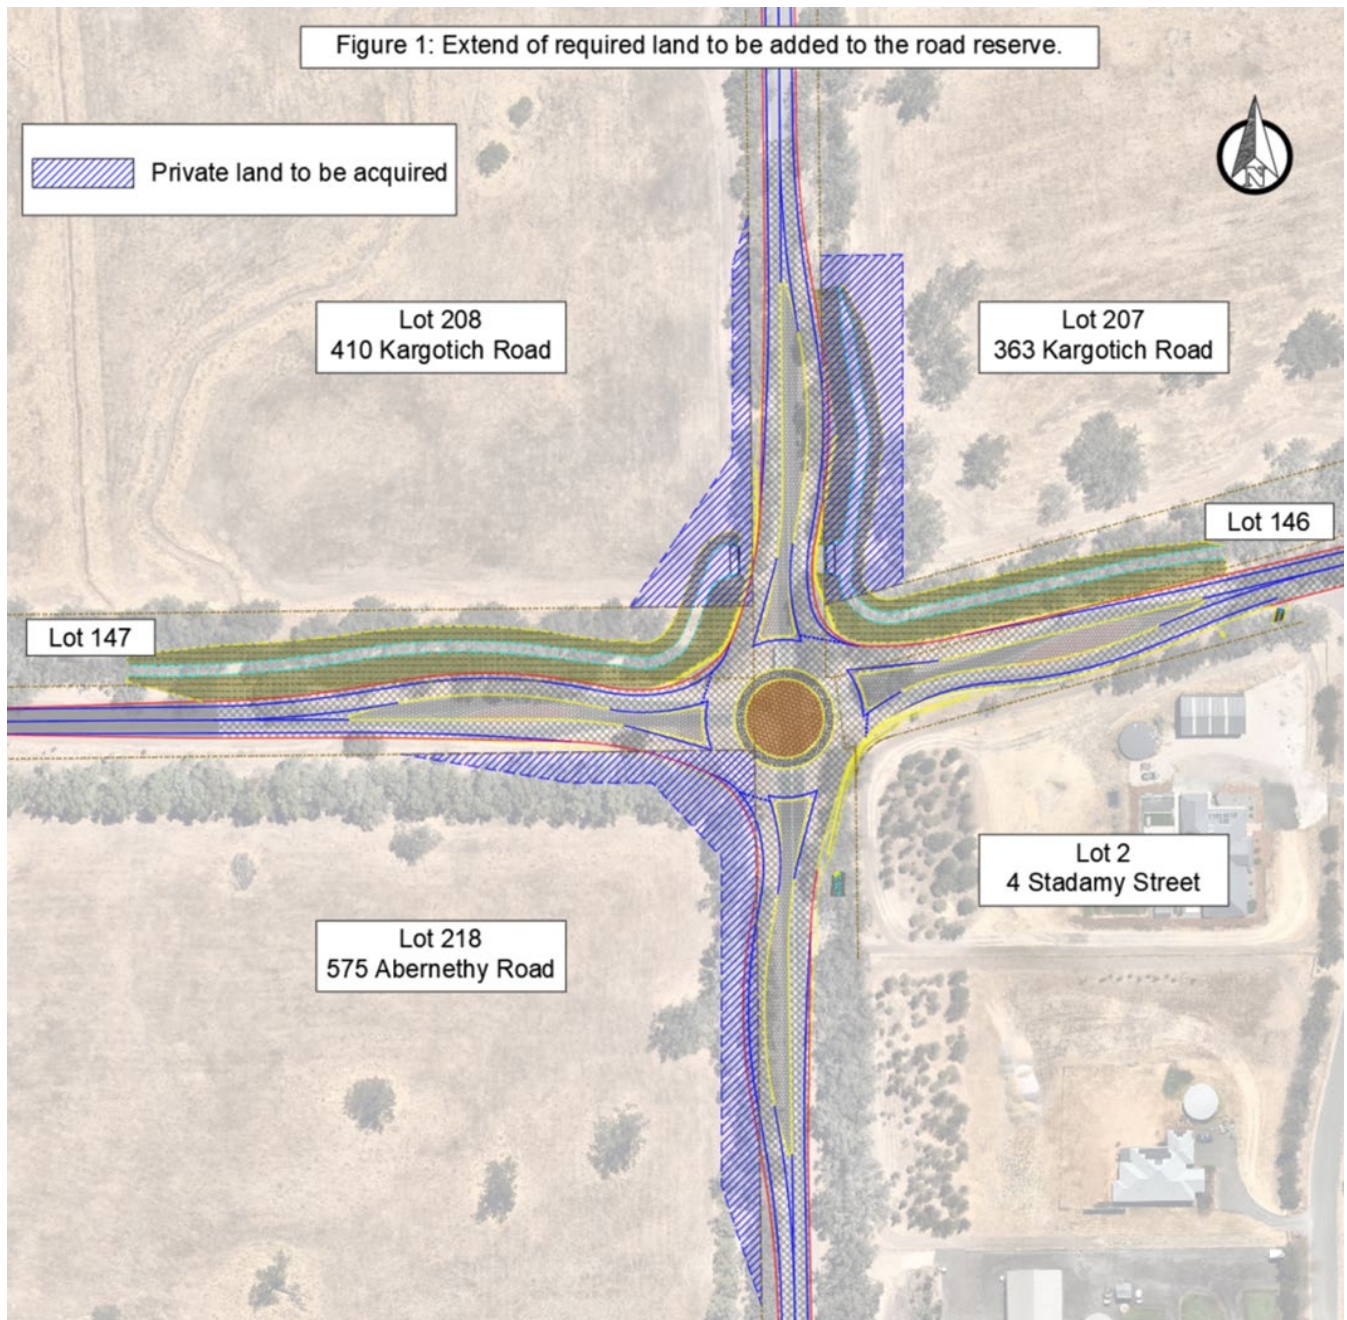 Figure 1: Extend of required land to be added to the road reserve.
Private land to be acquired
N
Lot 208
410 Kargotich Road
Lot 207
363 Kargotich Road
Lot 146
Lot 147
Lot 2
4 Stadamy Street
Lot 218
575 Abernethy Road